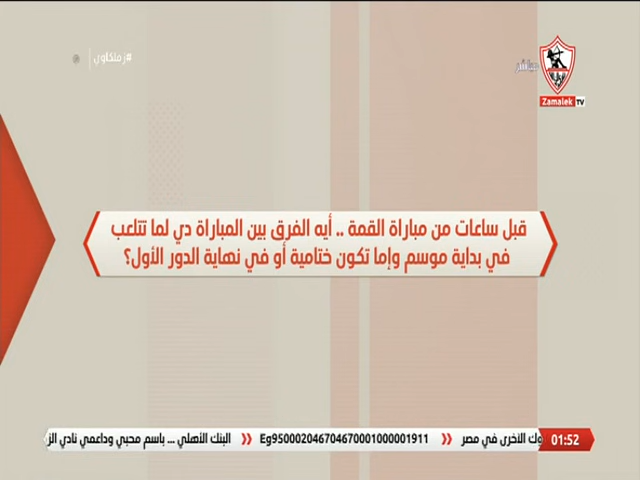 #زملكاوي
مباشر
Zamalek TV
قبل ساعات من مباراة القمة .. أيه الفرق بين المباراة دي لما تتلعب
في بداية موسم وإما تكون ختامية أو في نهاية الدور الأول؟
01:52
وك الاخرى في مصر » Eg950002046704670001000001911 » البنك الأهلي ... باسم محبي وداعمي نادي الز